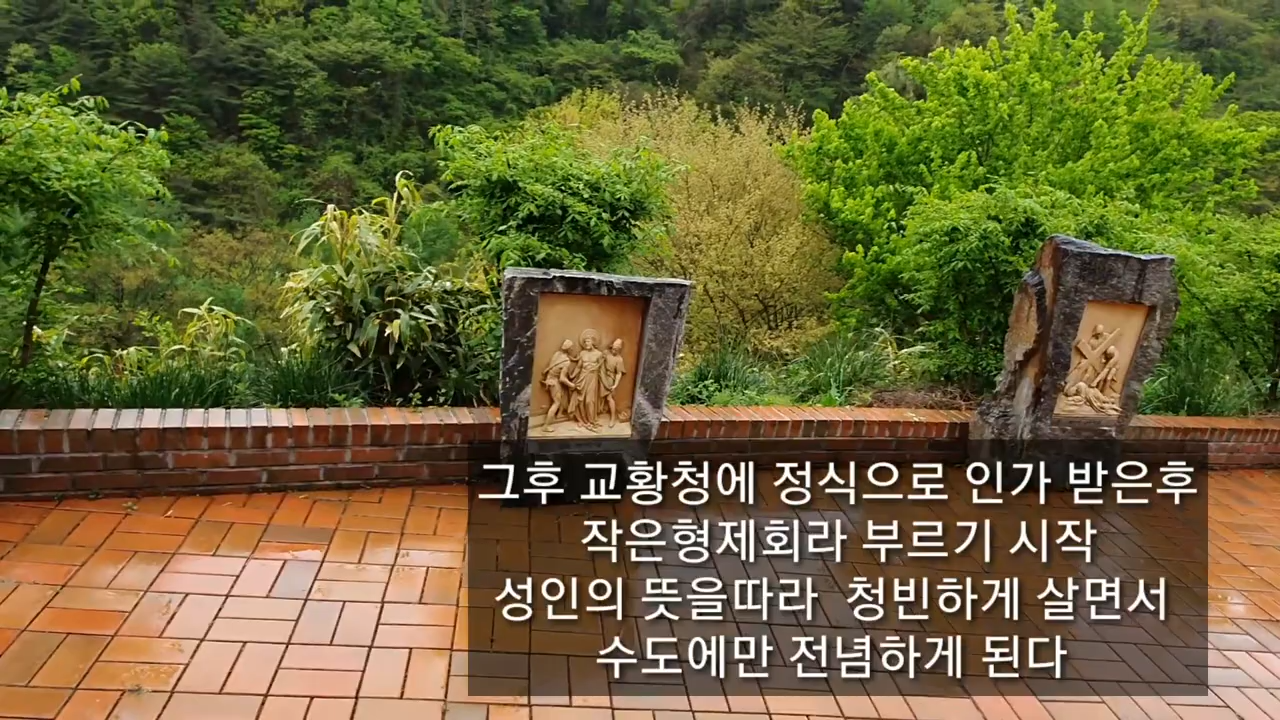 그후 교황청에 정식으로 인가 받은후
작은형제회라 부르기 시작
성인의 뜻을따라 청빈하게 살면서
수도에만 전념하게 된다